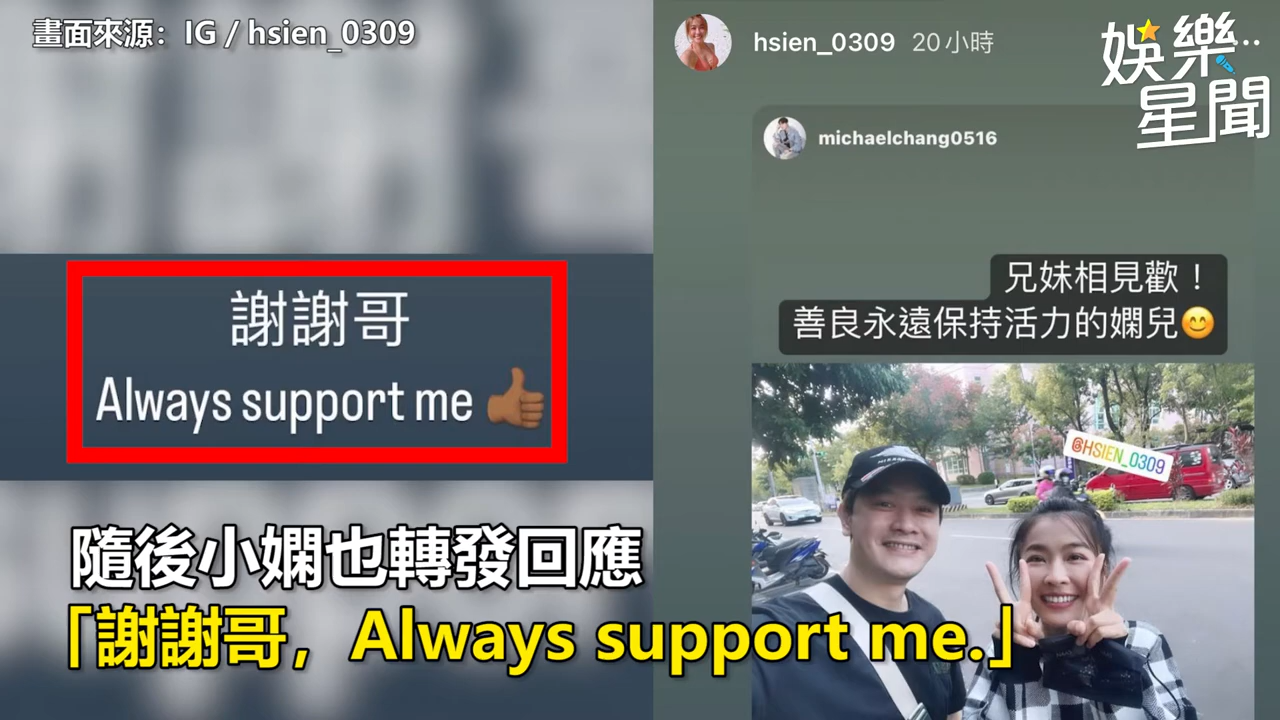 畫面來源：IG / hsien_0309
謝謝哥
Always support me 👍🏾
hsien_0309 20小時
michaelchang0516
兄妹相見歡！
善良永遠保持活力的嫻兒😊
@HSIEN_0309
娛樂
星聞
隨後小嫻也轉發回應
「謝謝哥，Always support me.」